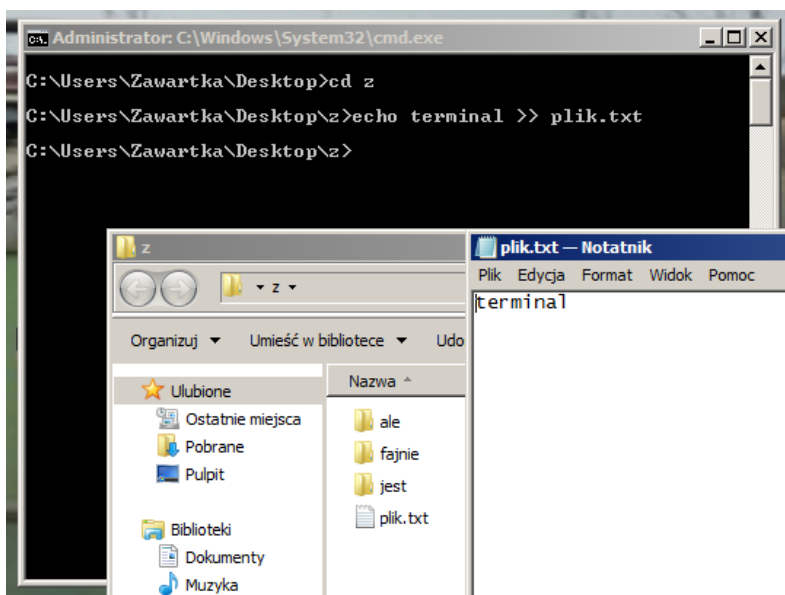 Administrator: C:\Windows\System32\cmd.exe
C:\Users\Zawartka\Desktop>cd z
C:\Users\Zawartka\Desktop\z>echo terminal >> plik.txt
C:\Users\Zawartka\Desktop\z>
z
z
Organizuj
Umieść w bibliotece
Udo
Ulubione
Ostatnie miejsca
Pobrane
Pulpit
Biblioteki
Dokumenty
Muzyka
Nazwa
ale
fajnie
jest
plik.txt
plik.txt — Notatnik
Plik Edycja Format Widok Pomoc
terminal